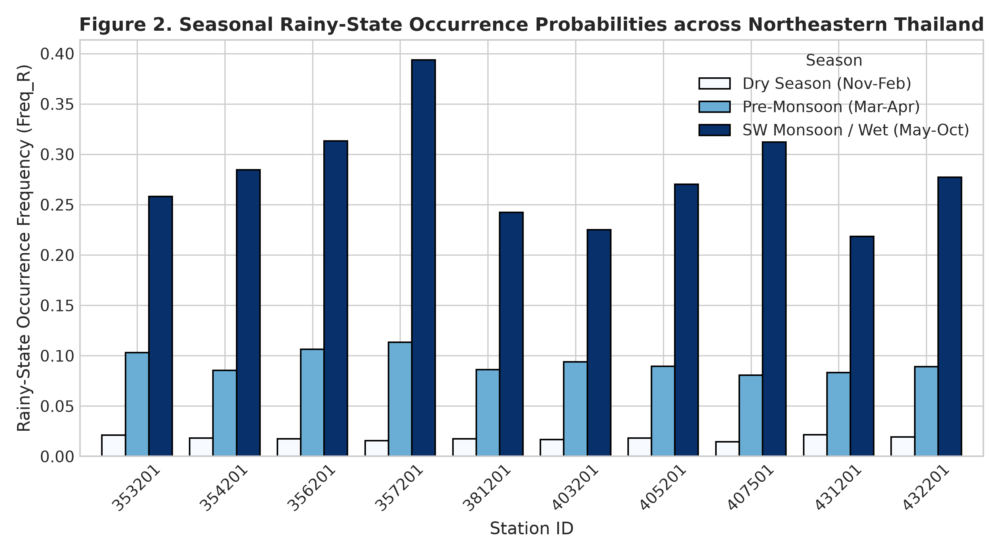 Figure 2. Seasonal Rainy-State Occurrence Probabilities across Northeastern Thailand
Rainy-State Occurrence Frequency (Freq_R)
0.40
0.35
0.30
0.25
0.20
0.15
0.10
0.05
0.00
Season
Dry Season (Nov-Feb)
Pre-Monsoon (Mar-Apr)
SW Monsoon / Wet (May-Oct)
353201
354201
356201
357201
381201
403201
405201
407501
431201
432201
Station ID